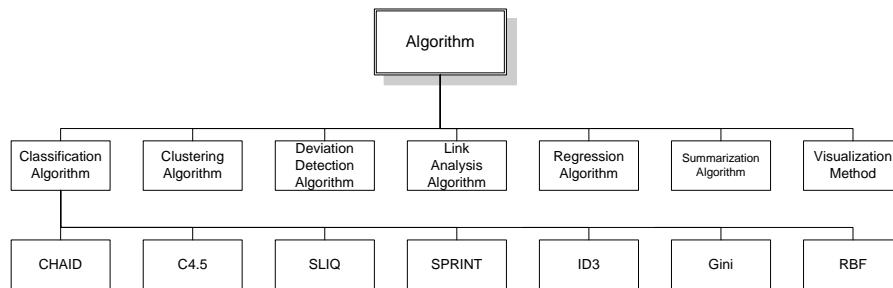 Algorithm
Classification
Algorithm
Clustering
Algorithm
Deviation
Detection
Algorithm
Link
Analysis
Algorithm
Regression
Algorithm
Summarization
Algorithm
Visualization
Method
CHAID
C4.5
SLIQ
SPRINT
ID3
Gini
RBF